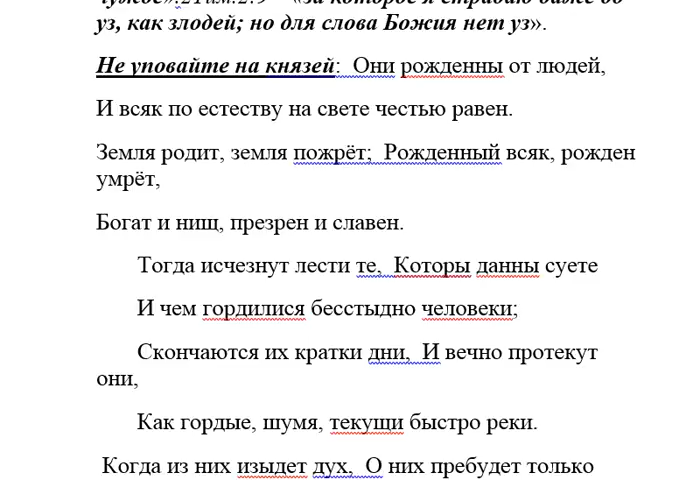 уз, как злодей; но для слова Божия нет уз».
Не уповайте на князей:  Они рожденны от людей,
И всяк по естеству на свете честью равен.
Земля родит, земля пожрёт;  Рожденный всяк, рожден
умрёт,
Богат и нищ, презрен и славен.
Тогда исчезнут лести те,  Которы данны суете
И чем гордилися бесстыдно человеки;
Скончаются их кратки дни,  И вечно протекут
они,
Как гордые, шумя, текущи быстро реки.
Когда из них изыдет дух,  О них пребудет только